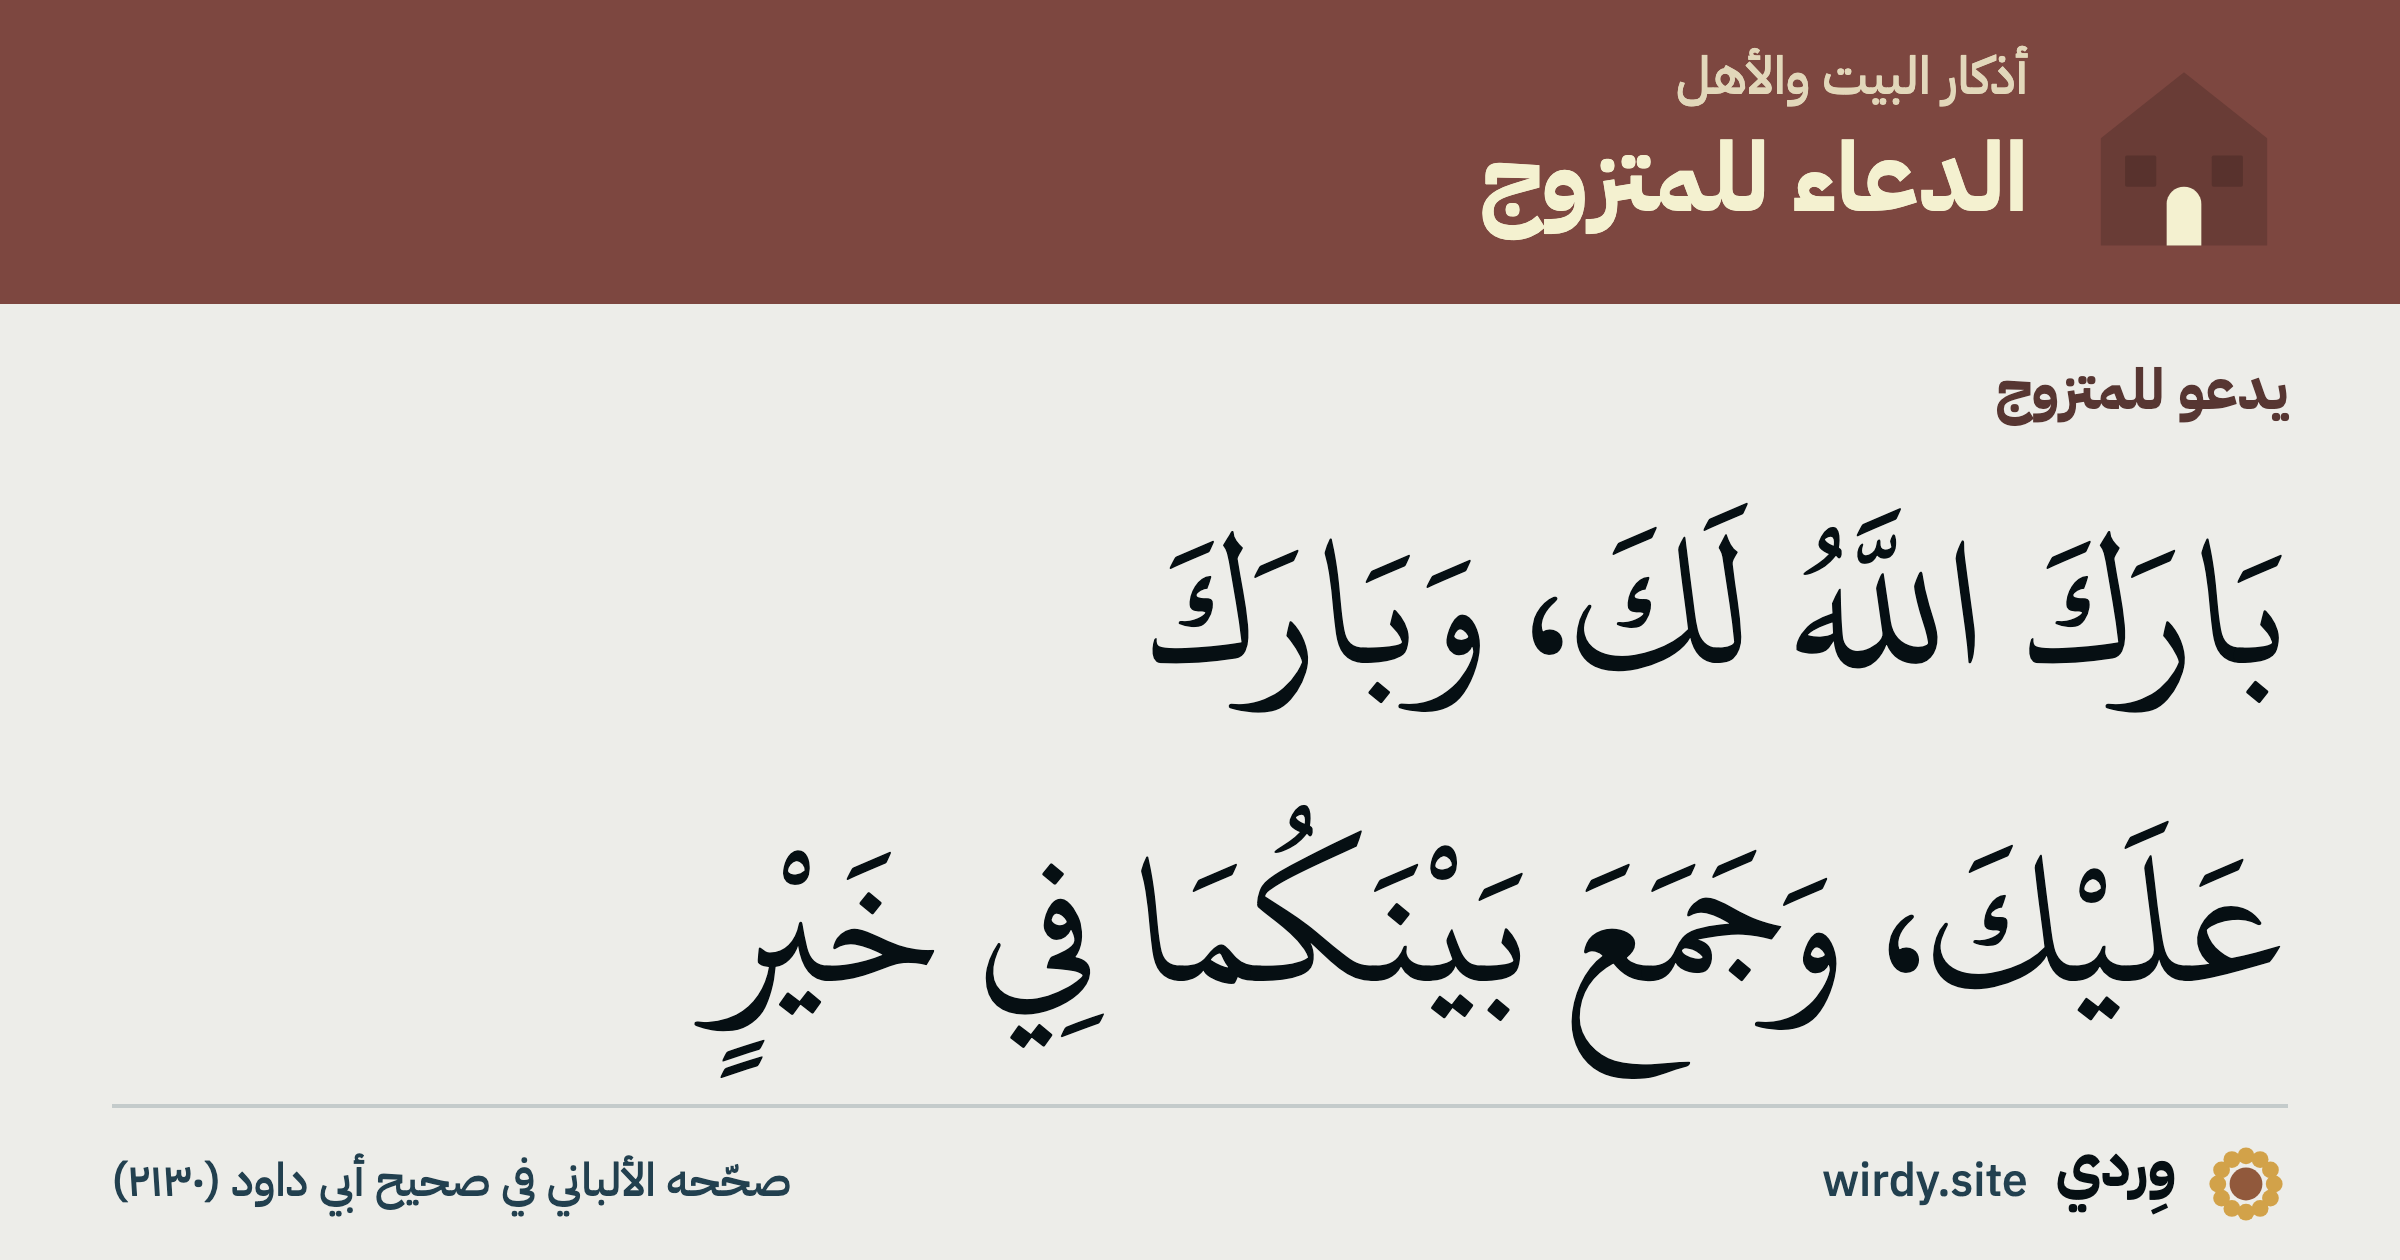 أذكار البيت والأهل
الدعاء للمتزوج
يدعو للمتزوج
بَارَكَ اللَّهُ لَكَ، وَبَارَكَ
عَلَيْكَ، وَجَمَعَ بَيْنَكُمَا فِي خَيْرٍ
وِردي wirdy.site
صحّحه الألباني في صحيح أبي داود (٢١٣٠)